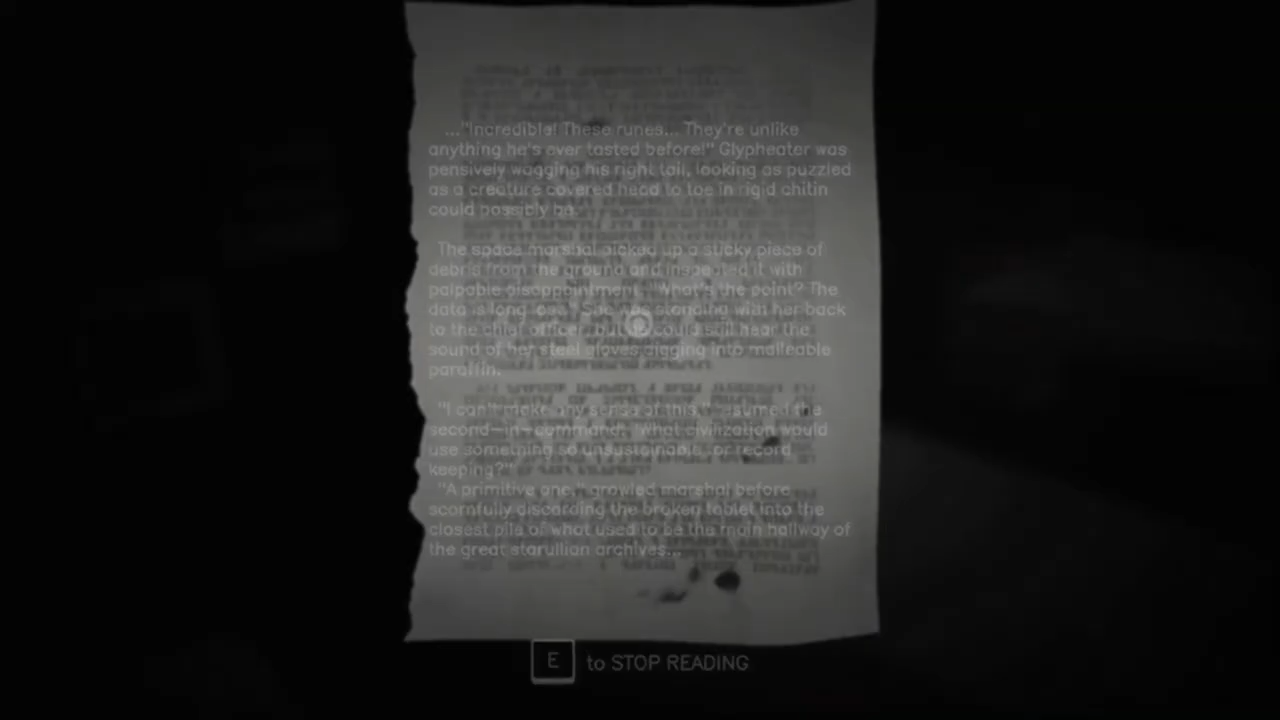 ..."Incredible! These runes... They're unlike
anything he's ever tasted before!" Glypheater was
pensively wagging his right tail, looking as puzzled
as a creature covered head to toe in rigid chitin
could possibly be.
The space marshal picked up a sticky piece of
debris from the ground and inspected it with
palpable disappointment. "What's the point? The
data is long lost." She was standing with her back
to the chief officer, but he could still hear the
sound of her steel gloves digging into malleable
paraffin.
"I can't make any sense of this," resumed the
second-in-command. "What civilization would
use something so unsustainable for record
keeping?"
"A primitive one," growled marshal before
scornfully discarding the broken tablet into the
closest pile of what used to be the main hallway of
the great starullian archives...
E to STOP READING